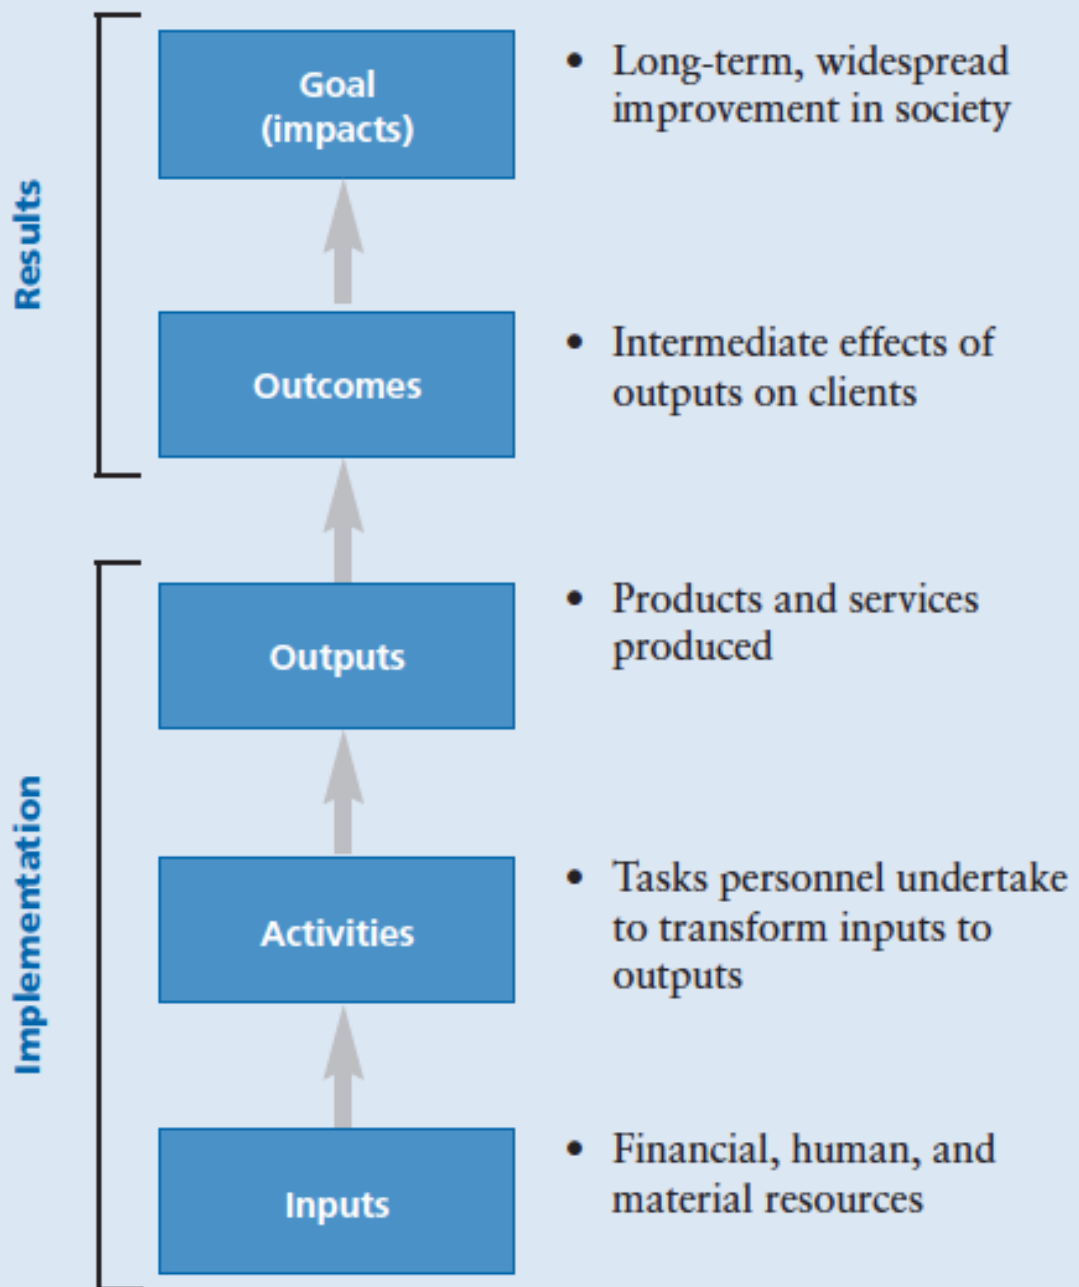 Results
Goal
(impacts)
• Long-term, widespread
improvement in society
Outcomes
• Intermediate effects of
outputs on clients
Implementation
Outputs
• Products and services
produced
Activities
• Tasks personnel undertake
to transform inputs to
outputs
Inputs
• Financial, human, and
material resources